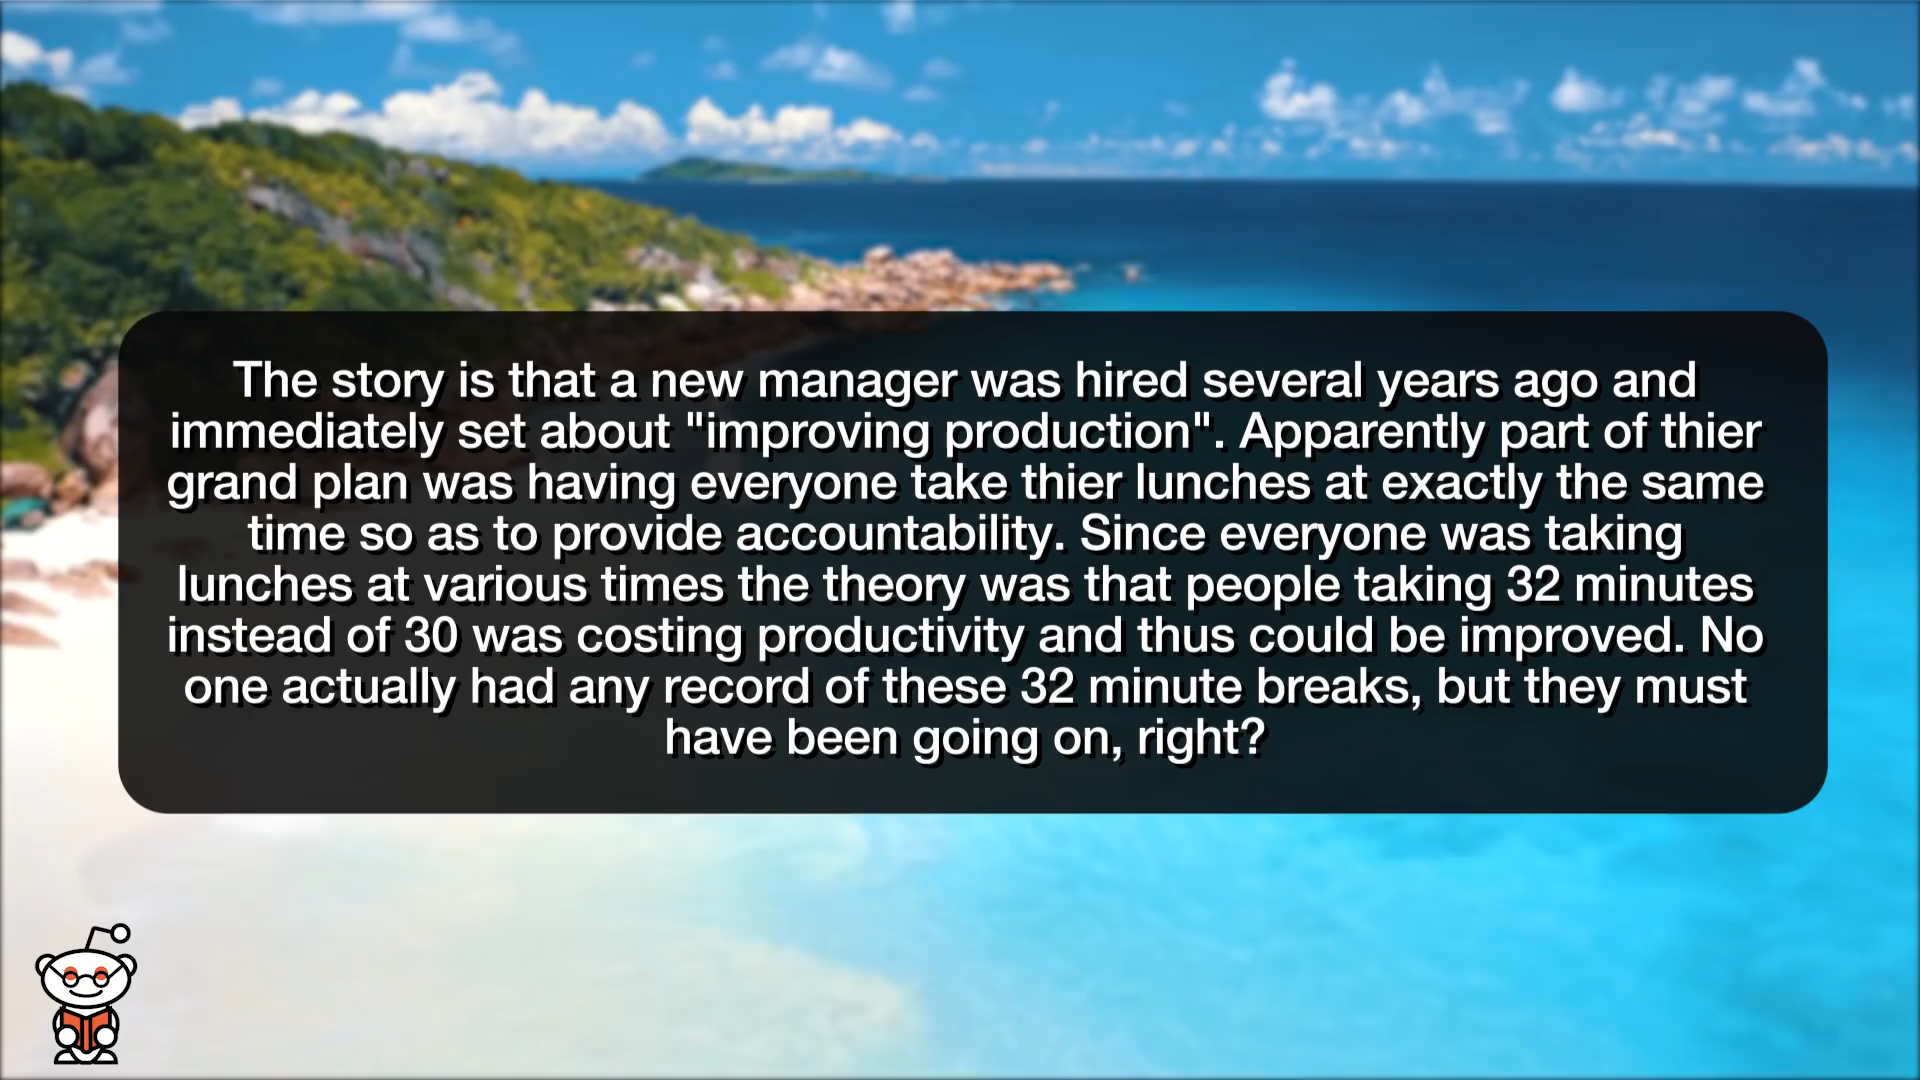 The story is that a new manager was hired several years ago and
immediately set about "improving production". Apparently part of thier
grand plan was having everyone take thier lunches at exactly the same
time so as to provide accountability. Since everyone was taking
lunches at various times the theory was that people taking 32 minutes
instead of 30 was costing productivity and thus could be improved. No
one actually had any record of these 32 minute breaks, but they must
have been going on, right?